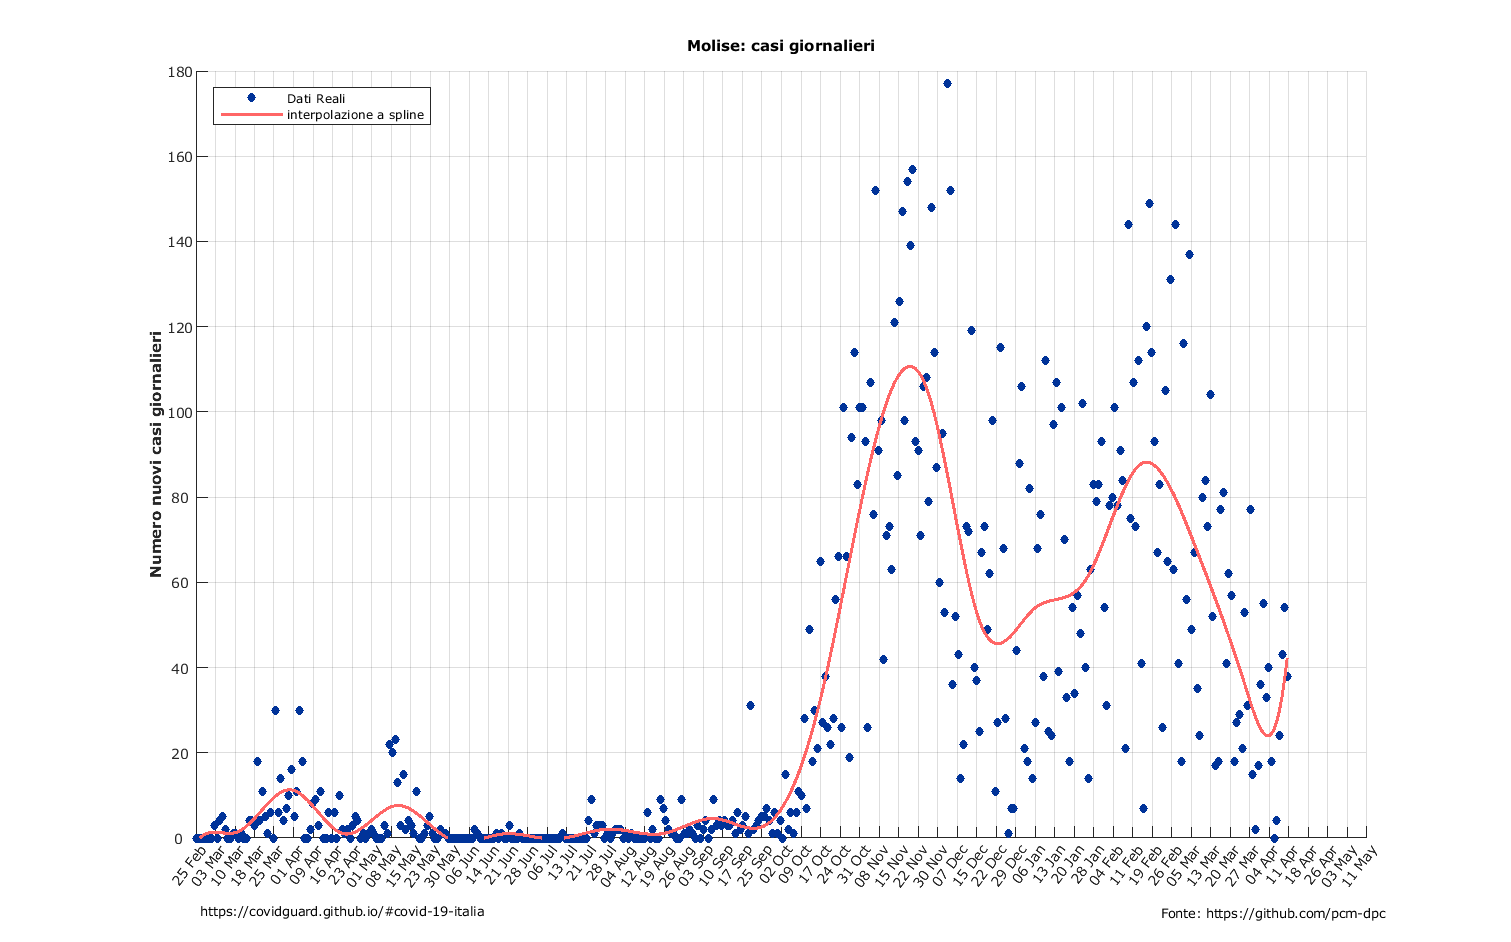 Molise: casi giornalieri
Dati Reali
interpolazione a spline
Numero nuovi casi giornalieri
180
160
140
120
100
80
60
40
20
0
25 Feb
03 Mar
10 Mar
18 Mar
25 Mar
01 Apr
09 Apr
16 Apr
23 Apr
01 May
08 May
15 May
23 May
30 May
06 Jun
14 Jun
21 Jun
28 Jun
06 Jul
13 Jul
21 Jul
28 Jul
04 Aug
12 Aug
19 Aug
26 Aug
03 Sep
10 Sep
17 Sep
25 Sep
02 Oct
09 Oct
17 Oct
24 Oct
31 Oct
08 Nov
15 Nov
22 Nov
30 Nov
07 Dec
15 Dec
22 Dec
29 Dec
06 Jan
13 Jan
20 Jan
28 Jan
04 Feb
11 Feb
19 Feb
26 Feb
05 Mar
13 Mar
20 Mar
27 Mar
04 Apr
11 Apr
18 Apr
26 Apr
03 May
11 May
https://covidguard.github.io/#covid-19-italia
Fonte: https://github.com/pcm-dpc